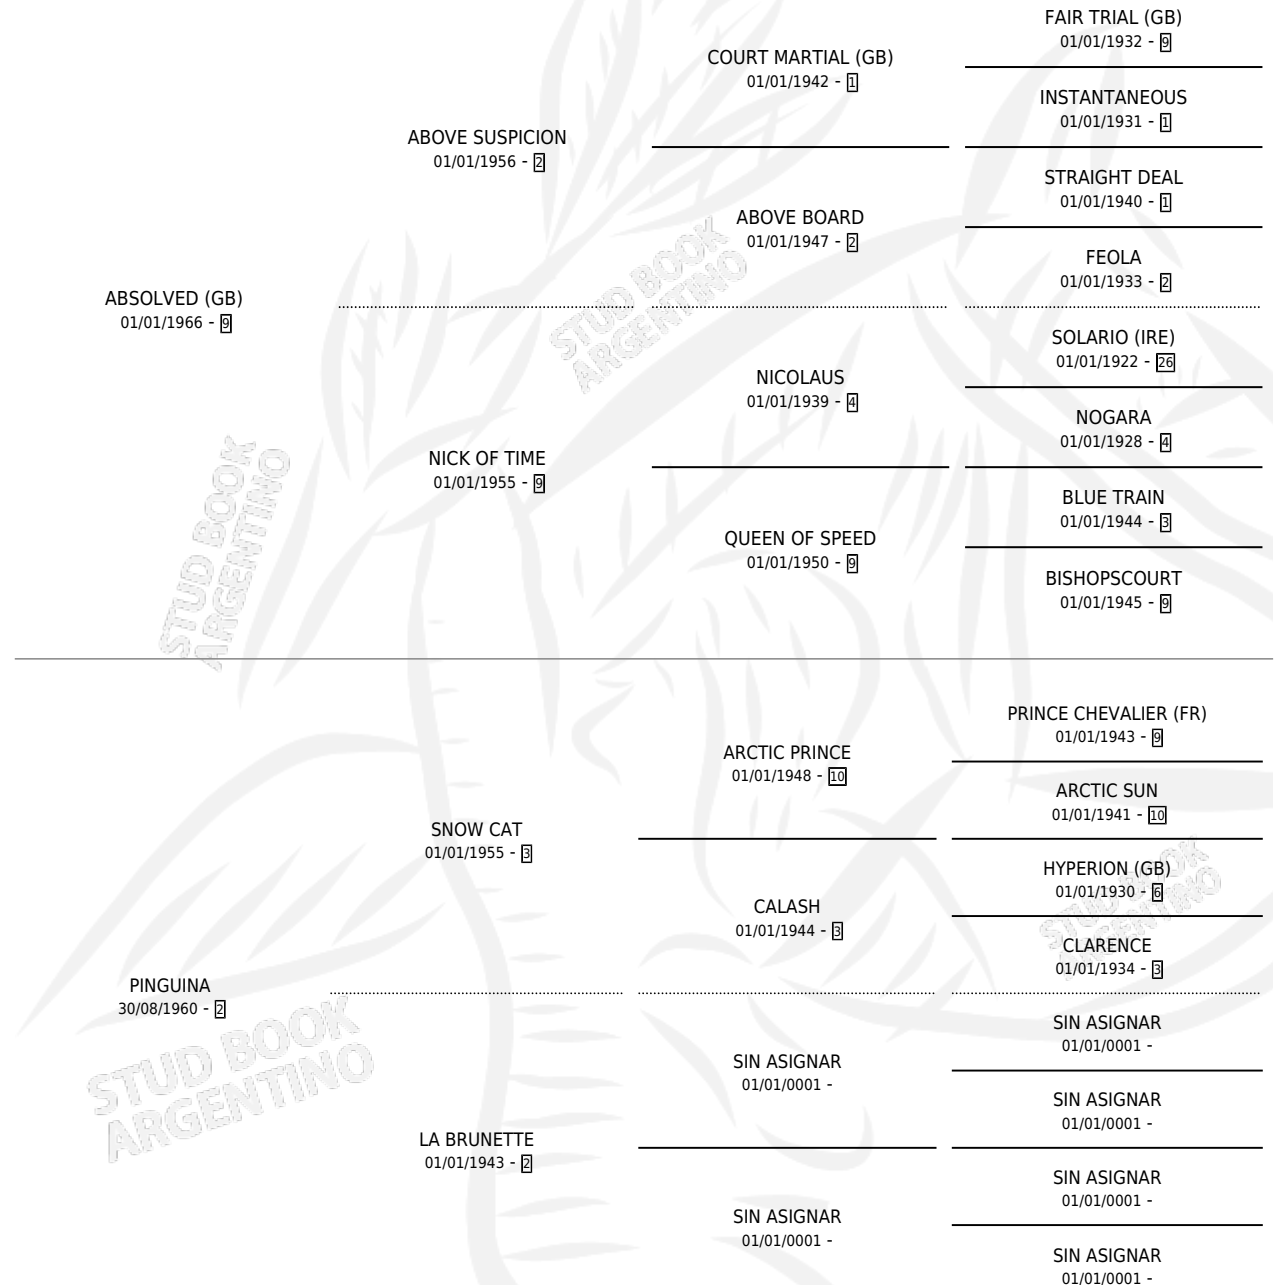 FAIR TRIAL (GB)
01/01/1932 - 9
COURT MARTIAL (GB)
01/01/1942 - 1
INSTANTANEOUS
01/01/1931 - 1
ABOVE SUSPICION
01/01/1956 - 2
STRAIGHT DEAL
01/01/1940 - 1
ABOVE BOARD
01/01/1947 - 2
FEOLA
01/01/1933 - 2
ABSOLVED (GB)
01/01/1966 - 9
SOLARIO (IRE)
01/01/1922 - 26
NICOLAUS
01/01/1939 - 4
NOGARA
01/01/1928 - 4
NICK OF TIME
01/01/1955 - 9
BLUE TRAIN
01/01/1944 - 3
QUEEN OF SPEED
01/01/1950 - 9
BISHOPSCOURT
01/01/1945 - 9
STUD BOOK
ARGENTINO
STUD BOOK
ARGENTINO
PRINCE CHEVALIER (FR)
01/01/1943 - 9
ARCTIC PRINCE
01/01/1948 - 10
ARCTIC SUN
01/01/1941 - 10
SNOW CAT
01/01/1955 - 3
HYPERION (GB)
01/01/1930 - 6
CALASH
01/01/1944 - 3
CLARENCE
01/01/1934 - 3
PINGUINA
30/08/1960 - 2
SIN ASIGNAR
01/01/0001 -
SIN ASIGNAR
01/01/0001 -
SIN ASIGNAR
01/01/0001 -
LA BRUNETTE
01/01/1943 - 2
SIN ASIGNAR
01/01/0001 -
SIN ASIGNAR
01/01/0001 -
SIN ASIGNAR
01/01/0001 -
STUD BOOK
ARGENTINO
STUD BOOK
ARGENTINO